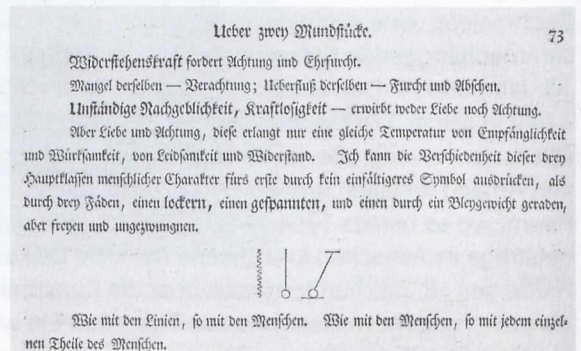 Ueber zwey Mundstücke. 73
Widerstehenskraft fordert Achtung und Ehrfurcht.
Mangel derselben — Verachtung; Ueberfluß derselben — Furcht und Abscheu.
Unständige Nachgeblichkeit, Kraftlosigkeit — erwirbt weder Liebe noch Achtung.
Aber Liebe und Achtung, diese erlangt nur eine gleiche Temperatur von Empfänglichkeit
und Würksamkeit, von Leidsamkeit und Widerstand. Ich kann die Verschiedenheit dieser drey
Hauptklassen menschlicher Charakter fürs erste durch kein einfältigeres Symbol ausdrücken, als
durch drey Fäden, einen lockern, einen gespannten, und einen durch ein Bleygewicht geraden,
aber freyen und ungezwungnen.
Wie mit den Linien, so mit den Menschen. Wie mit den Menschen, so mit jedem einzel-
nen Theile des Menschen.